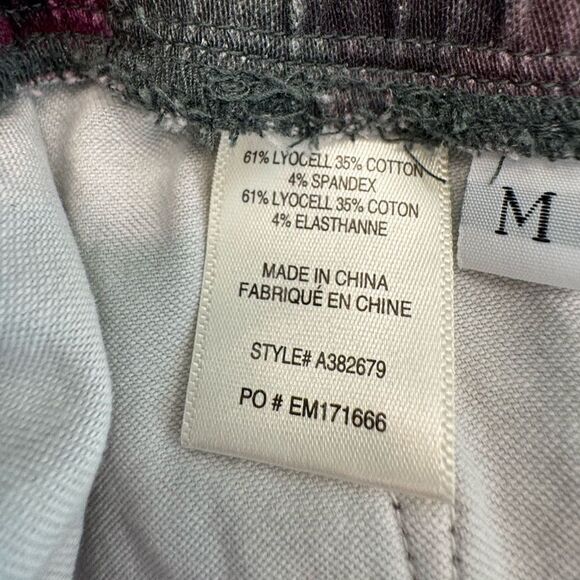 61% LYOCELL 35% COTTON
4% SPANDEX
61% LYOCELL 35% COTON
4% ELASTHANNE
MADE IN CHINA
FABRIQUÉ EN CHINE
STYLE# A382679
PO # EM171666
M